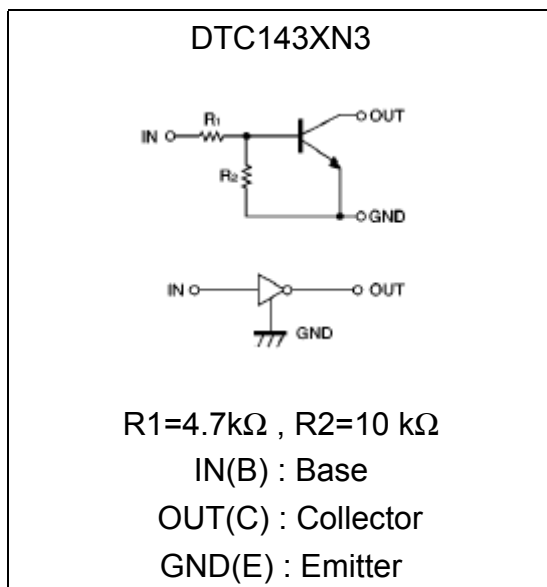 DTC143XN3
OUT
R1
IN
R2
GND
IN
OUT
GND
R1=4.7kΩ , R2=10 kΩ
IN(B) : Base
OUT(C) : Collector
GND(E) : Emitter